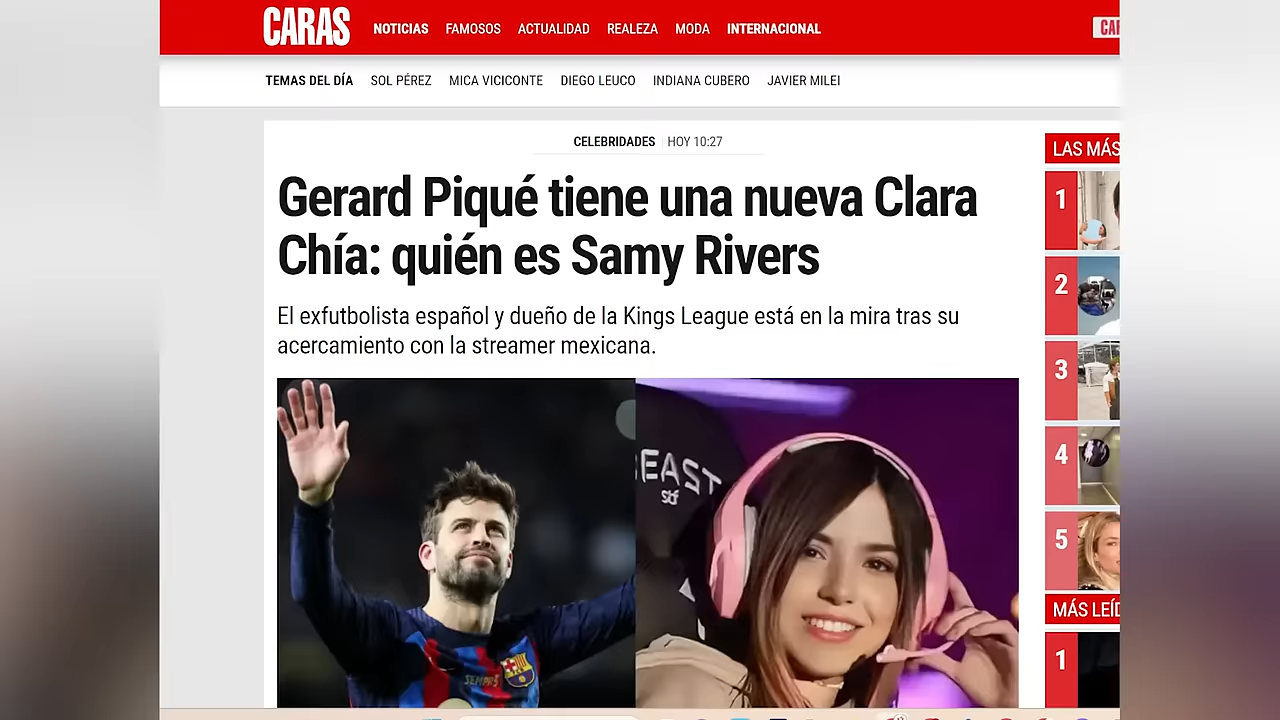 CARAS
NOTICIAS FAMOSOS ACTUALIDAD REALEZA MODA INTERNACIONAL
TEMAS DEL DÍA SOL PÉREZ MICA VICICONTE DIEGO LEUCO INDIANA CUBERO JAVIER MILEI
CELEBRIDADES HOY 10:27
Gerard Piqué tiene una nueva Clara
Chía: quién es Samy Rivers
El exfutbolista español y dueño de la Kings League está en la mira tras su
acercamiento con la streamer mexicana.
LAS MÁS
1
2
3
4
5
1